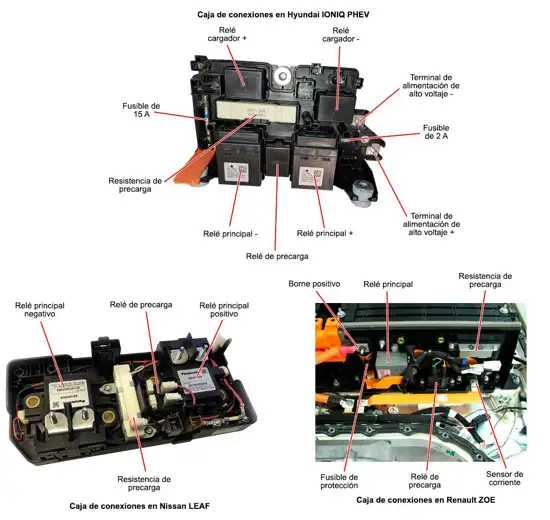 Caja de conexiones en Hyundai IONIQ PHEV
Relé
cargador +
Relé
cargador -
Terminal de
alimentación de
alto voltaje -
Fusible de
15 A
Fusible
de 2 A
Resistencia de
precarga
Terminal de
alimentación de
alto voltaje +
Relé principal -
Relé principal +
Relé de precarga
Relé principal
negativo
Relé de precarga
Relé principal
positivo
Resistencia de
precarga
Caja de conexiones en Nissan LEAF
Borne positivo
Relé principal
Resistencia de
precarga
Fusible de
protección
Relé de
precarga
Sensor de
corriente
Caja de conexiones en Renault ZOE